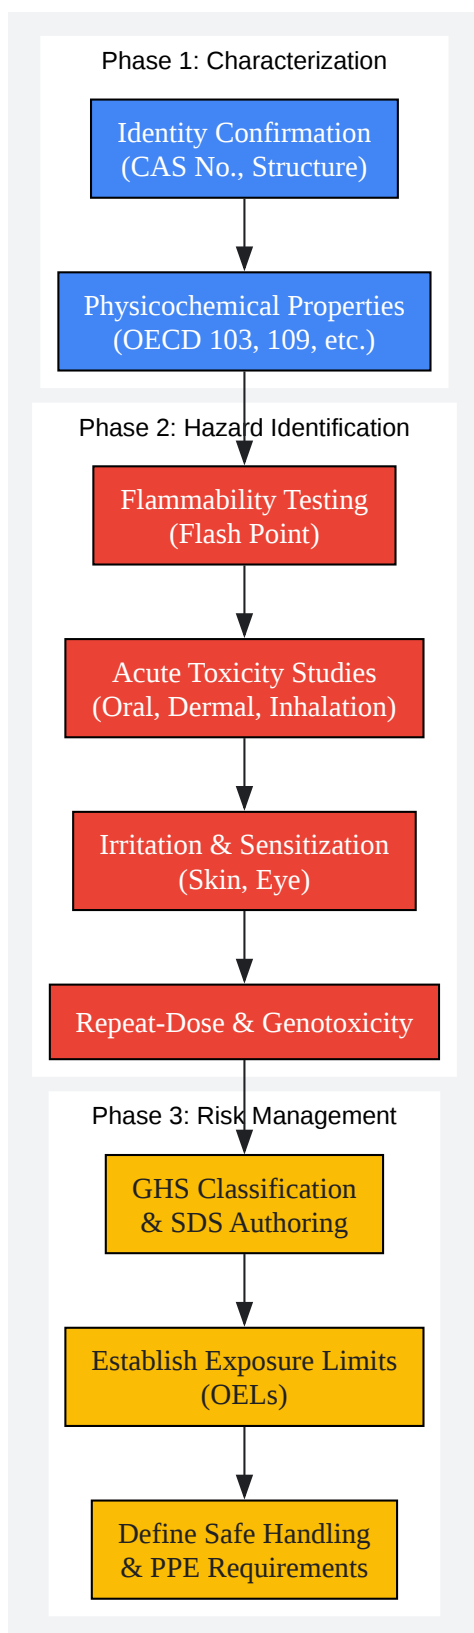 Phase 1: Characterization
Identity Confirmation
(CAS No., Structure)
Physicochemical Properties
(OECD 103, 109, etc.)
Phase 2: Hazard Identification
Flammability Testing
(Flash Point)
Acute Toxicity Studies
(Oral, Dermal, Inhalation)
Irritation & Sensitization
(Skin, Eye)
Repeat-Dose & Genotoxicity
Phase 3: Risk Management
GHS Classification
& SDS Authoring
Establish Exposure Limits
(OELs)
Define Safe Handling
& PPE Requirements